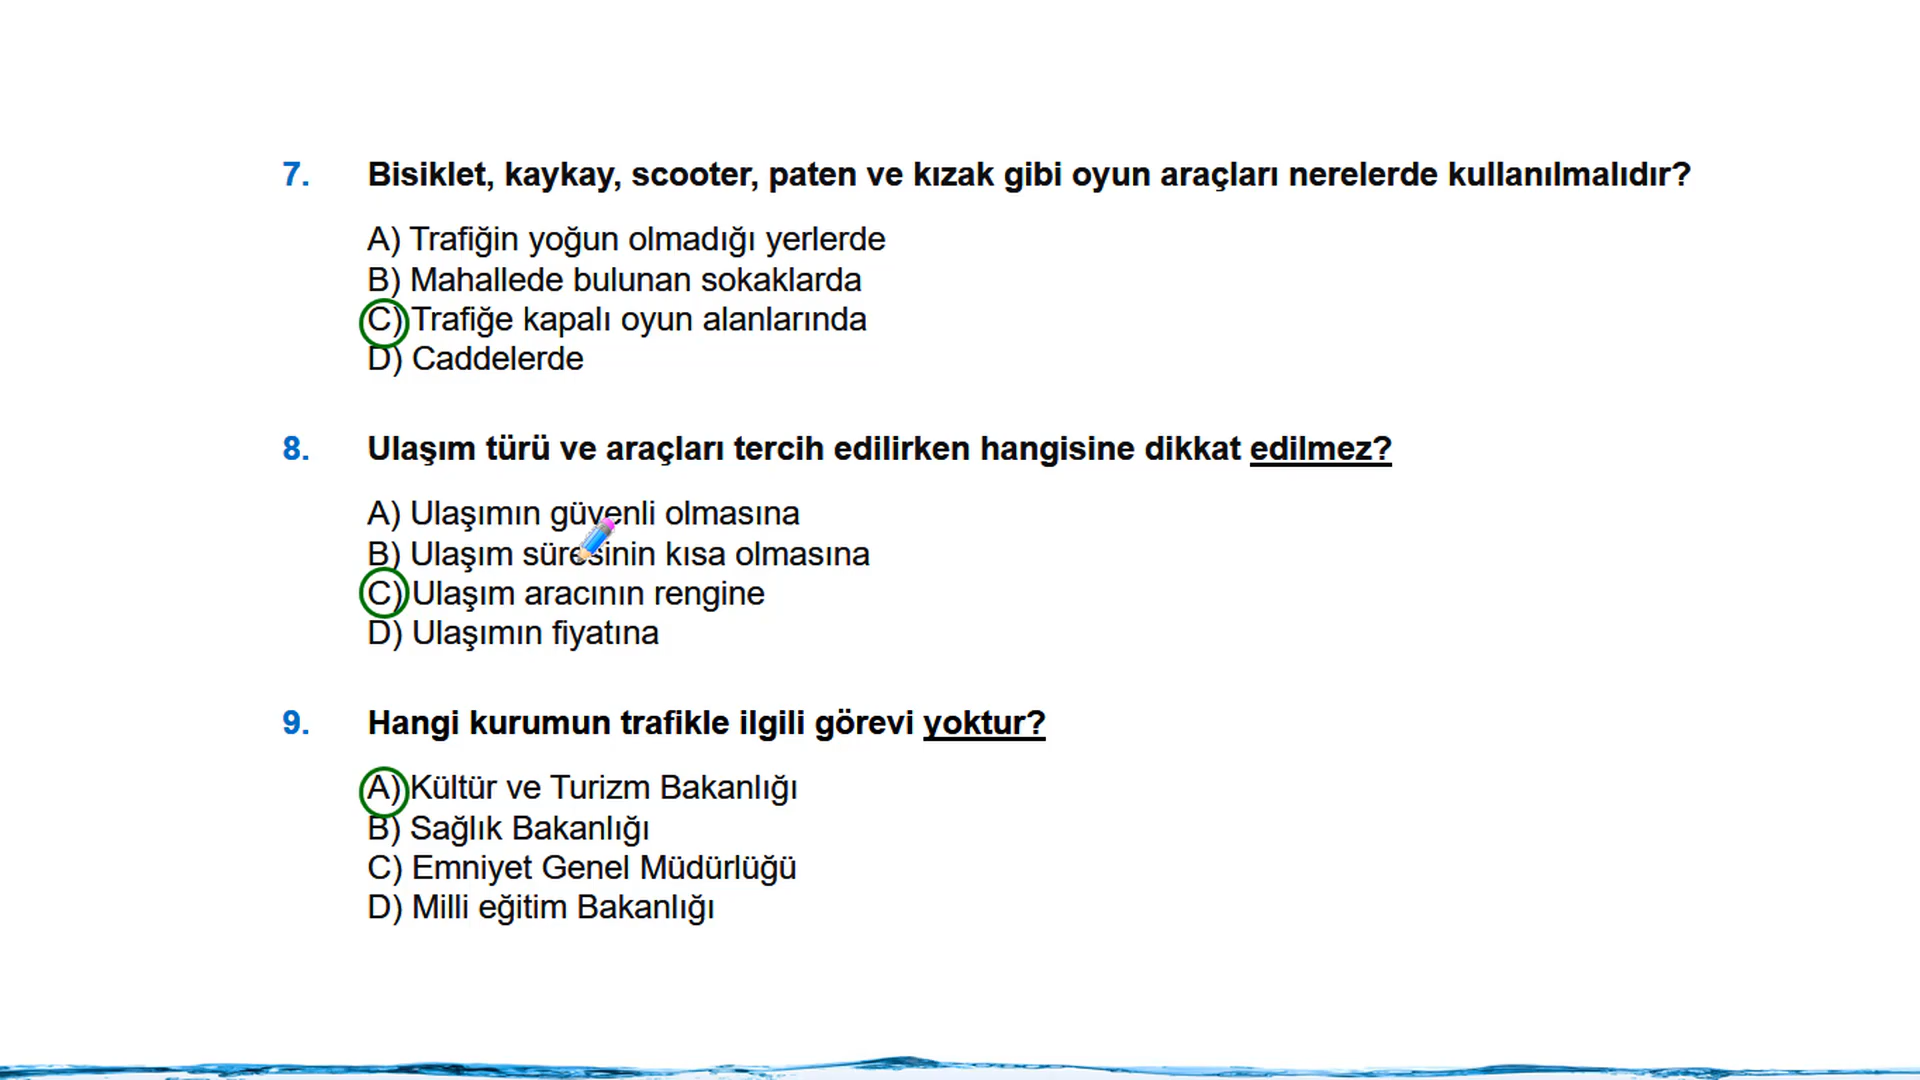 7. Bisiklet, kaykay, scooter, paten ve kızak gibi oyun araçları nerelerde kullanılmalıdır?
A) Trafiğin yoğun olmadığı yerlerde
B) Mahallede bulunan sokaklarda
C) Trafiğe kapalı oyun alanlarında
D) Caddelerde
8. Ulaşım türü ve araçları tercih edilirken hangisine dikkat edilmez?
A) Ulaşımın güvenli olmasına
B) Ulaşım süresinin kısa olmasına
C) Ulaşım aracının rengine
D) Ulaşımın fiyatına
9. Hangi kurumun trafikle ilgili görevi yoktur?
A) Kültür ve Turizm Bakanlığı
B) Sağlık Bakanlığı
C) Emniyet Genel Müdürlüğü
D) Milli eğitim Bakanlığı